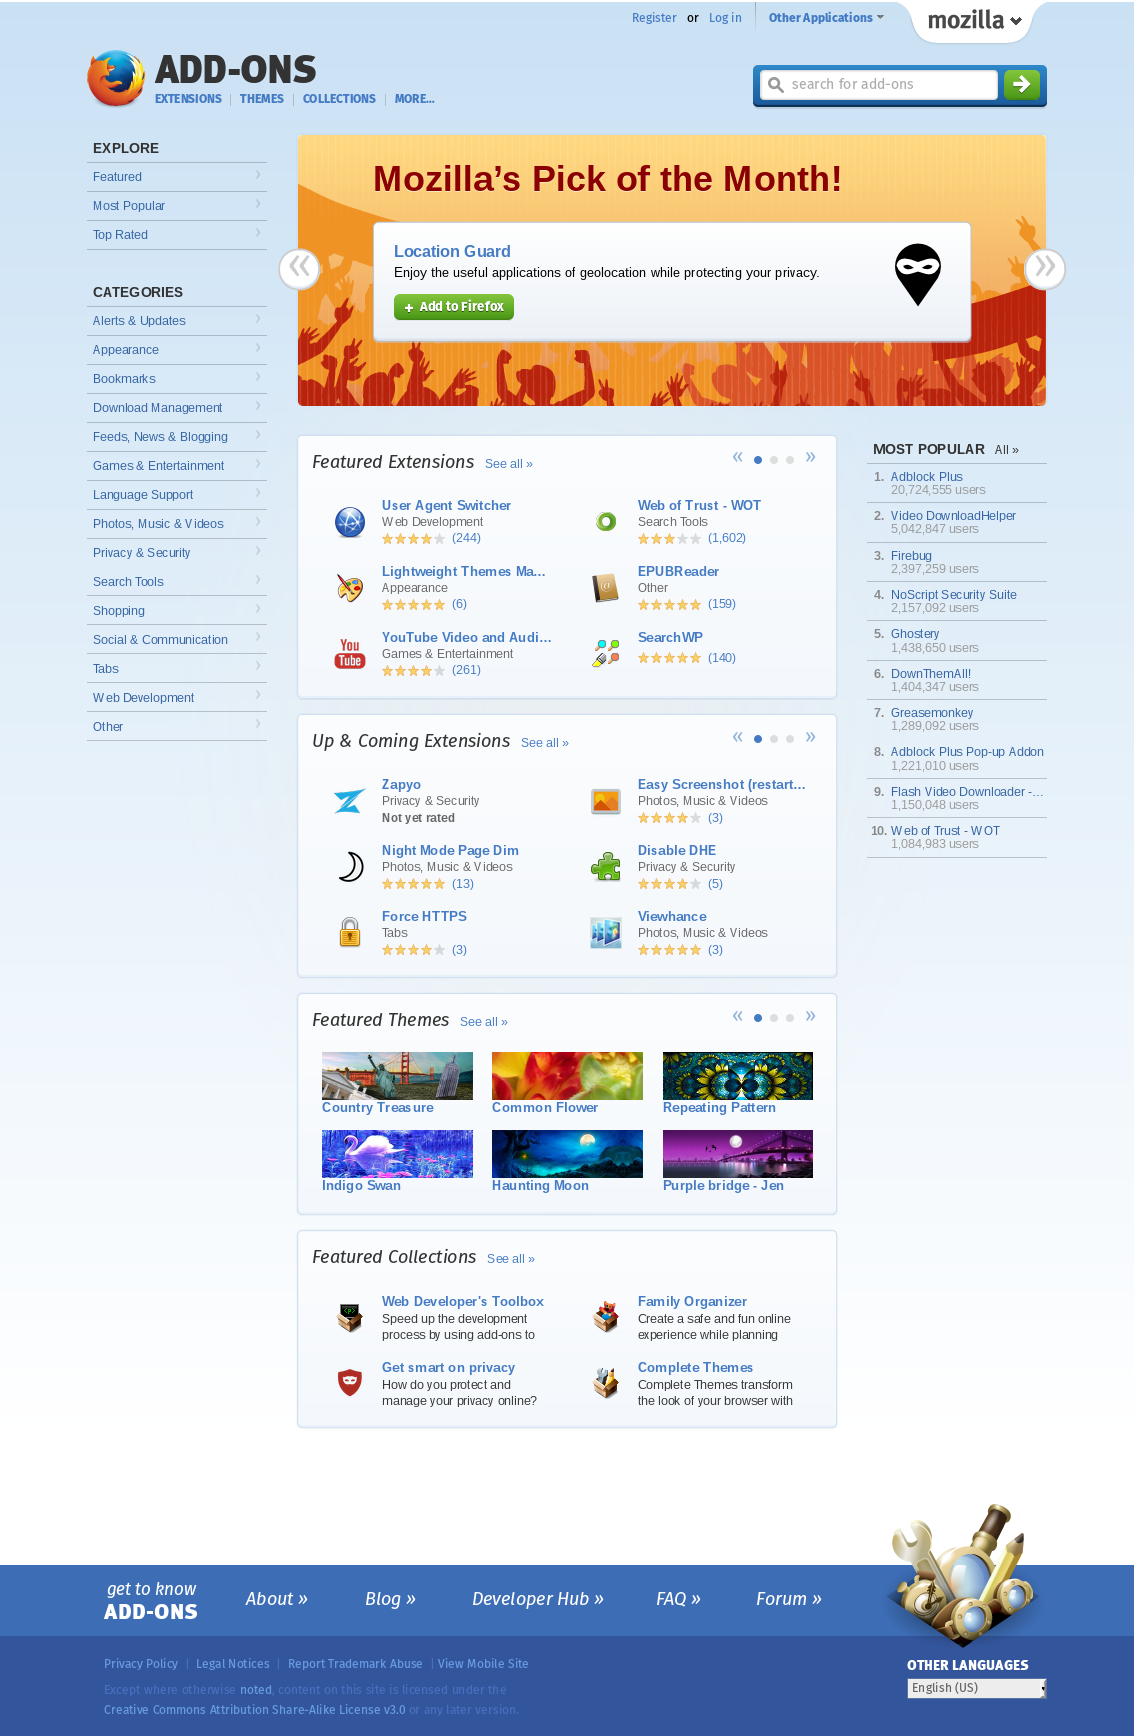 Register or Log in Other Applications mozilla
ADD-ONS
EXTENSIONS THEMES COLLECTIONS MORE...
search for add-ons
EXPLORE
Featured
Most Popular
Top Rated
CATEGORIES
Alerts & Updates
Appearance
Bookmarks
Download Management
Feeds, News & Blogging
Games & Entertainment
Language Support
Photos, Music & Videos
Privacy & Security
Search Tools
Shopping
Social & Communication
Tabs
Web Development
Other
Mozilla’s Pick of the Month!
Location Guard
Enjoy the useful applications of geolocation while protecting your privacy.
+ Add to Firefox
« »
Featured Extensions See all »
« »
User Agent Switcher
Web Development
(244)
Web of Trust - WOT
Search Tools
(1,602)
Lightweight Themes Ma...
Appearance
(6)
EPUBReader
Other
(159)
You
Tube
YouTube Video and Audi...
Games & Entertainment
(261)
SearchWP
(140)
Up & Coming Extensions See all »
« »
Zapyo
Privacy & Security
Not yet rated
Easy Screenshot (restart...
Photos, Music & Videos
(3)
Night Mode Page Dim
Photos, Music & Videos
(13)
Disable DHE
Privacy & Security
(5)
Force HTTPS
Tabs
(3)
Viewhance
Photos, Music & Videos
(3)
Featured Themes See all »
« »
Country Treasure
Common Flower
Repeating Pattern
Indigo Swan
Haunting Moon
Purple bridge - Jen
Featured Collections See all »
Web Developer's Toolbox
Speed up the development
process by using add-ons to
Family Organizer
Create a safe and fun online
experience while planning
Get smart on privacy
How do you protect and
manage your privacy online?
Complete Themes
Complete Themes transform
the look of your browser with
MOST POPULAR All »
1. Adblock Plus
20,724,555 users
2. Video DownloadHelper
5,042,847 users
3. Firebug
2,397,259 users
4. NoScript Security Suite
2,157,092 users
5. Ghostery
1,438,650 users
6. DownThemAll!
1,404,347 users
7. Greasemonkey
1,289,092 users
8. Adblock Plus Pop-up Addon
1,221,010 users
9. Flash Video Downloader -...
1,150,048 users
10. Web of Trust - WOT
1,084,983 users
get to know
ADD-ONS
About » Blog » Developer Hub » FAQ » Forum »
Privacy Policy | Legal Notices | Report Trademark Abuse | View Mobile Site
Except where otherwise noted, content on this site is licensed under the
Creative Commons Attribution Share-Alike License v3.0 or any later version.
OTHER LANGUAGES
English (US)